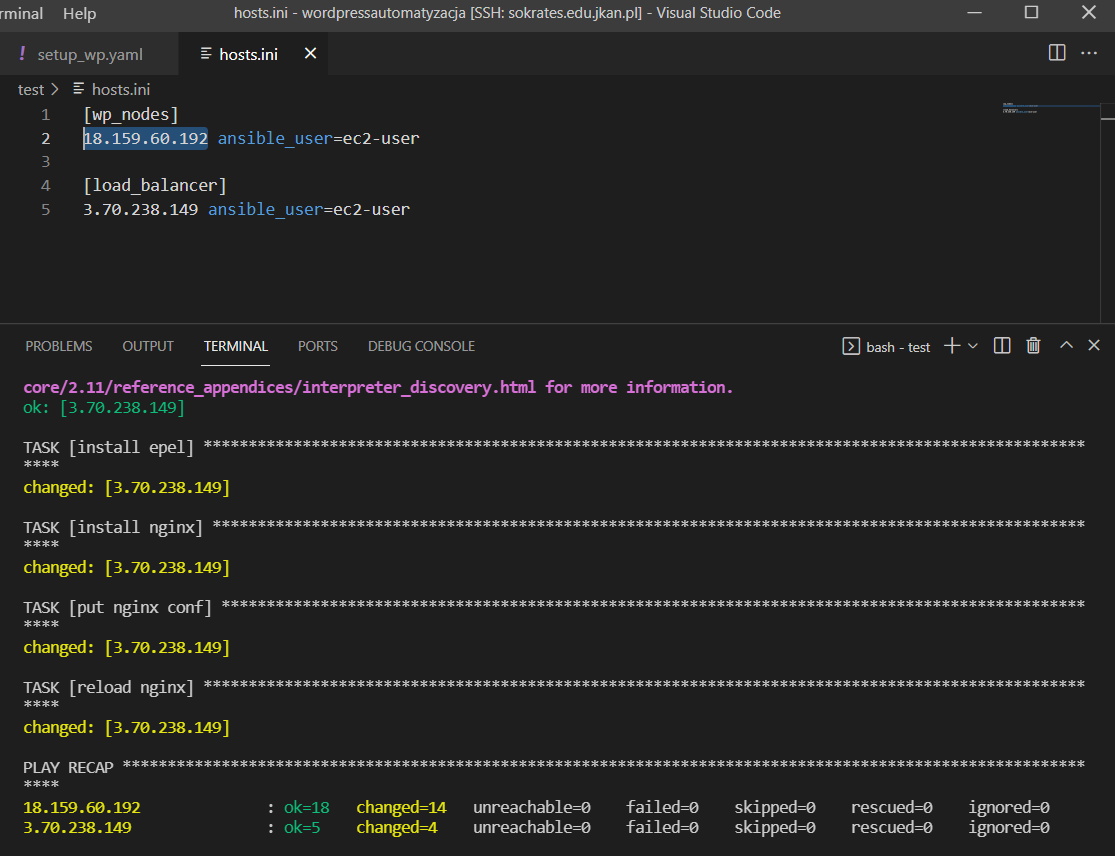 rminal Help hosts.ini - wordpressautomatyzacja [SSH: sokrates.edu.jkan.pl] - Visual Studio Code
! setup_wp.yaml hosts.ini
test > hosts.ini
1 [wp_nodes]
2 18.159.60.192 ansible_user=ec2-user
3
4 [load_balancer]
5 3.70.238.149 ansible_user=ec2-user
PROBLEMS OUTPUT TERMINAL PORTS DEBUG CONSOLE bash - test
core/2.11/reference_appendices/interpreter_discovery.html for more information.
ok: [3.70.238.149]
TASK [install epel] **************************************************************************************************
****
changed: [3.70.238.149]
TASK [install nginx] *************************************************************************************************
****
changed: [3.70.238.149]
TASK [put nginx conf] ************************************************************************************************
****
changed: [3.70.238.149]
TASK [reload nginx] **************************************************************************************************
****
changed: [3.70.238.149]
PLAY RECAP ***********************************************************************************************************
****
18.159.60.192 : ok=18 changed=14 unreachable=0 failed=0 skipped=0 rescued=0 ignored=0
3.70.238.149 : ok=5 changed=4 unreachable=0 failed=0 skipped=0 rescued=0 ignored=0